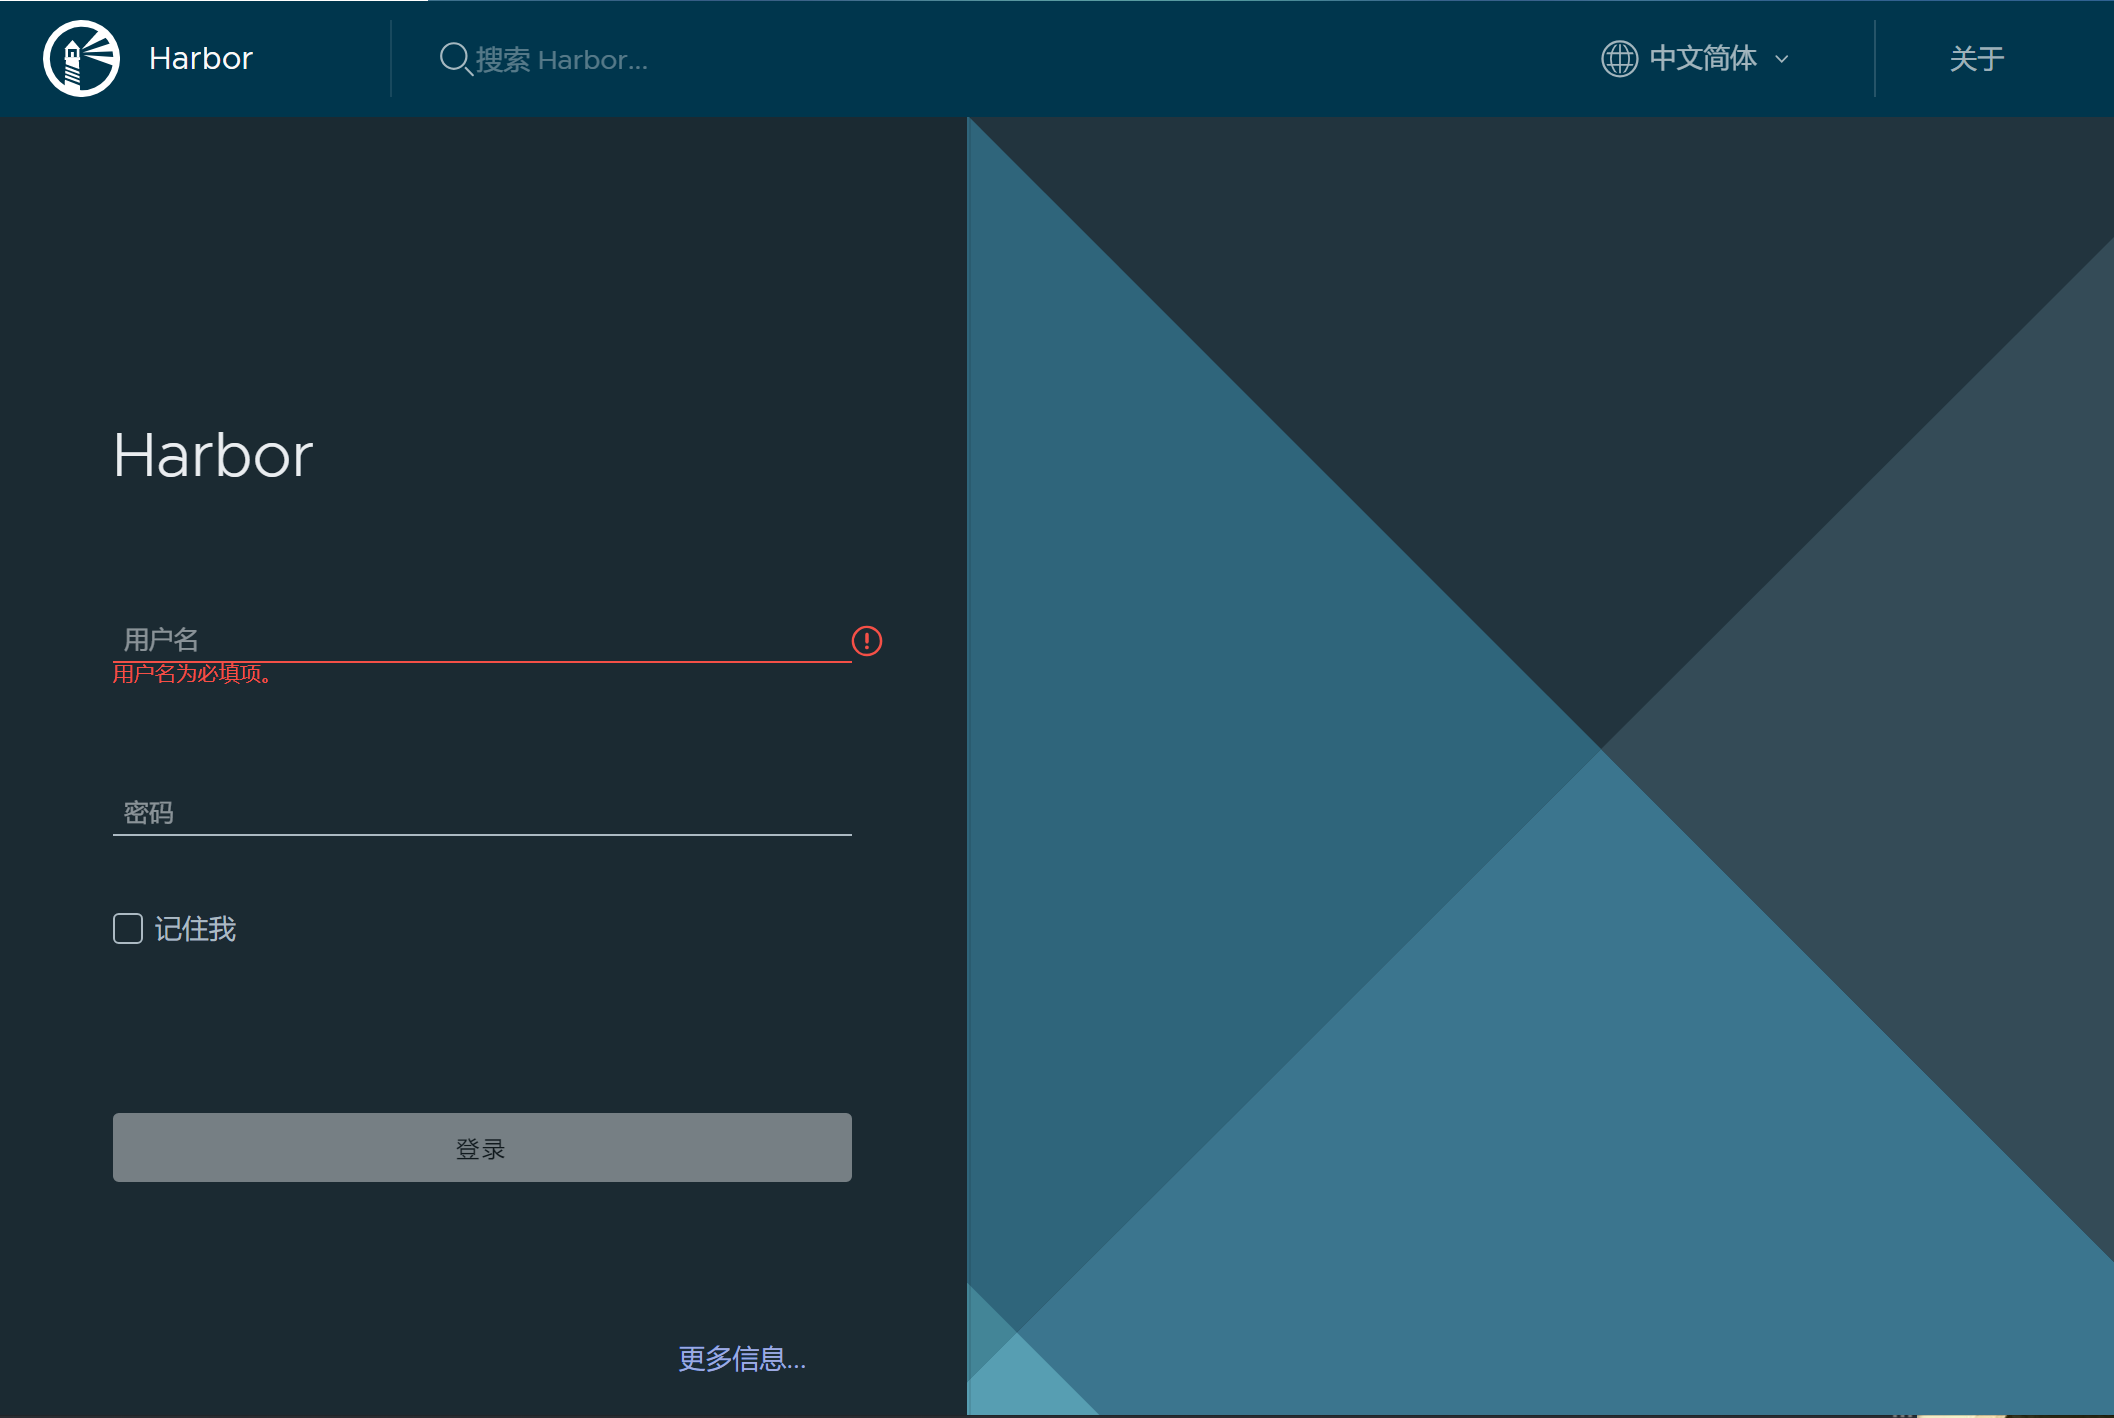 Harbor
搜索 Harbor...
中文简体
关于
Harbor
用户名
用户名为必填项。
密码
记住我
登录
更多信息...